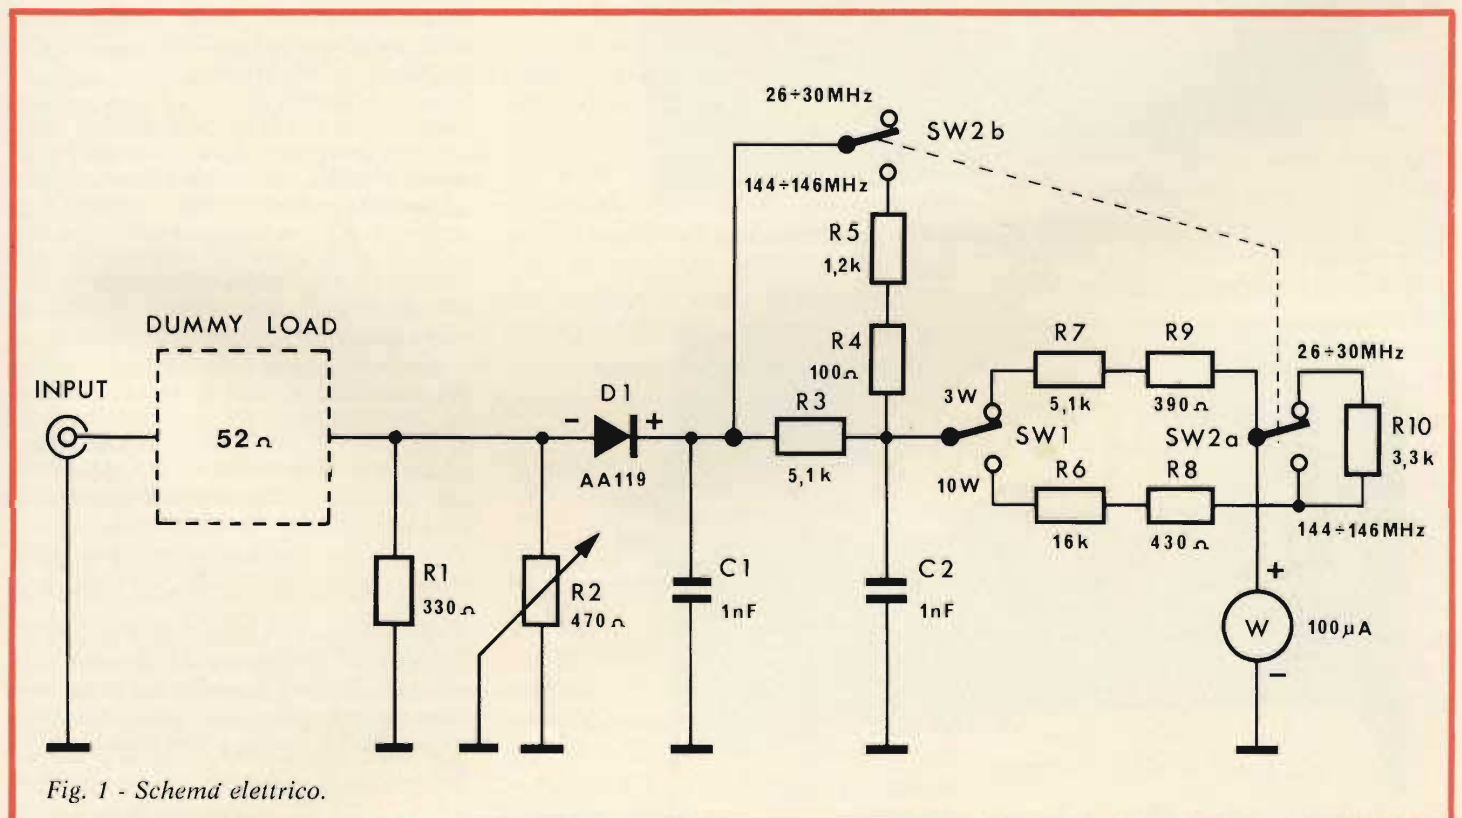 26÷30MHz
SW2b
144÷146MHz
R5
1,2k
DUMMY LOAD
R4
100Ω
R7
R9
26÷30MHz
INPUT
52Ω
D1
- +
AA119
R3
5,1k
3W
5,1k
390Ω
SW1
SW2a
R10
3,3k
10W
R6
R8
16k
430Ω
144÷146MHz
R1
330Ω
R2
470Ω
C1
1nF
C2
1nF
+
W
100µA
-
Fig. 1 - Schema elettrico.